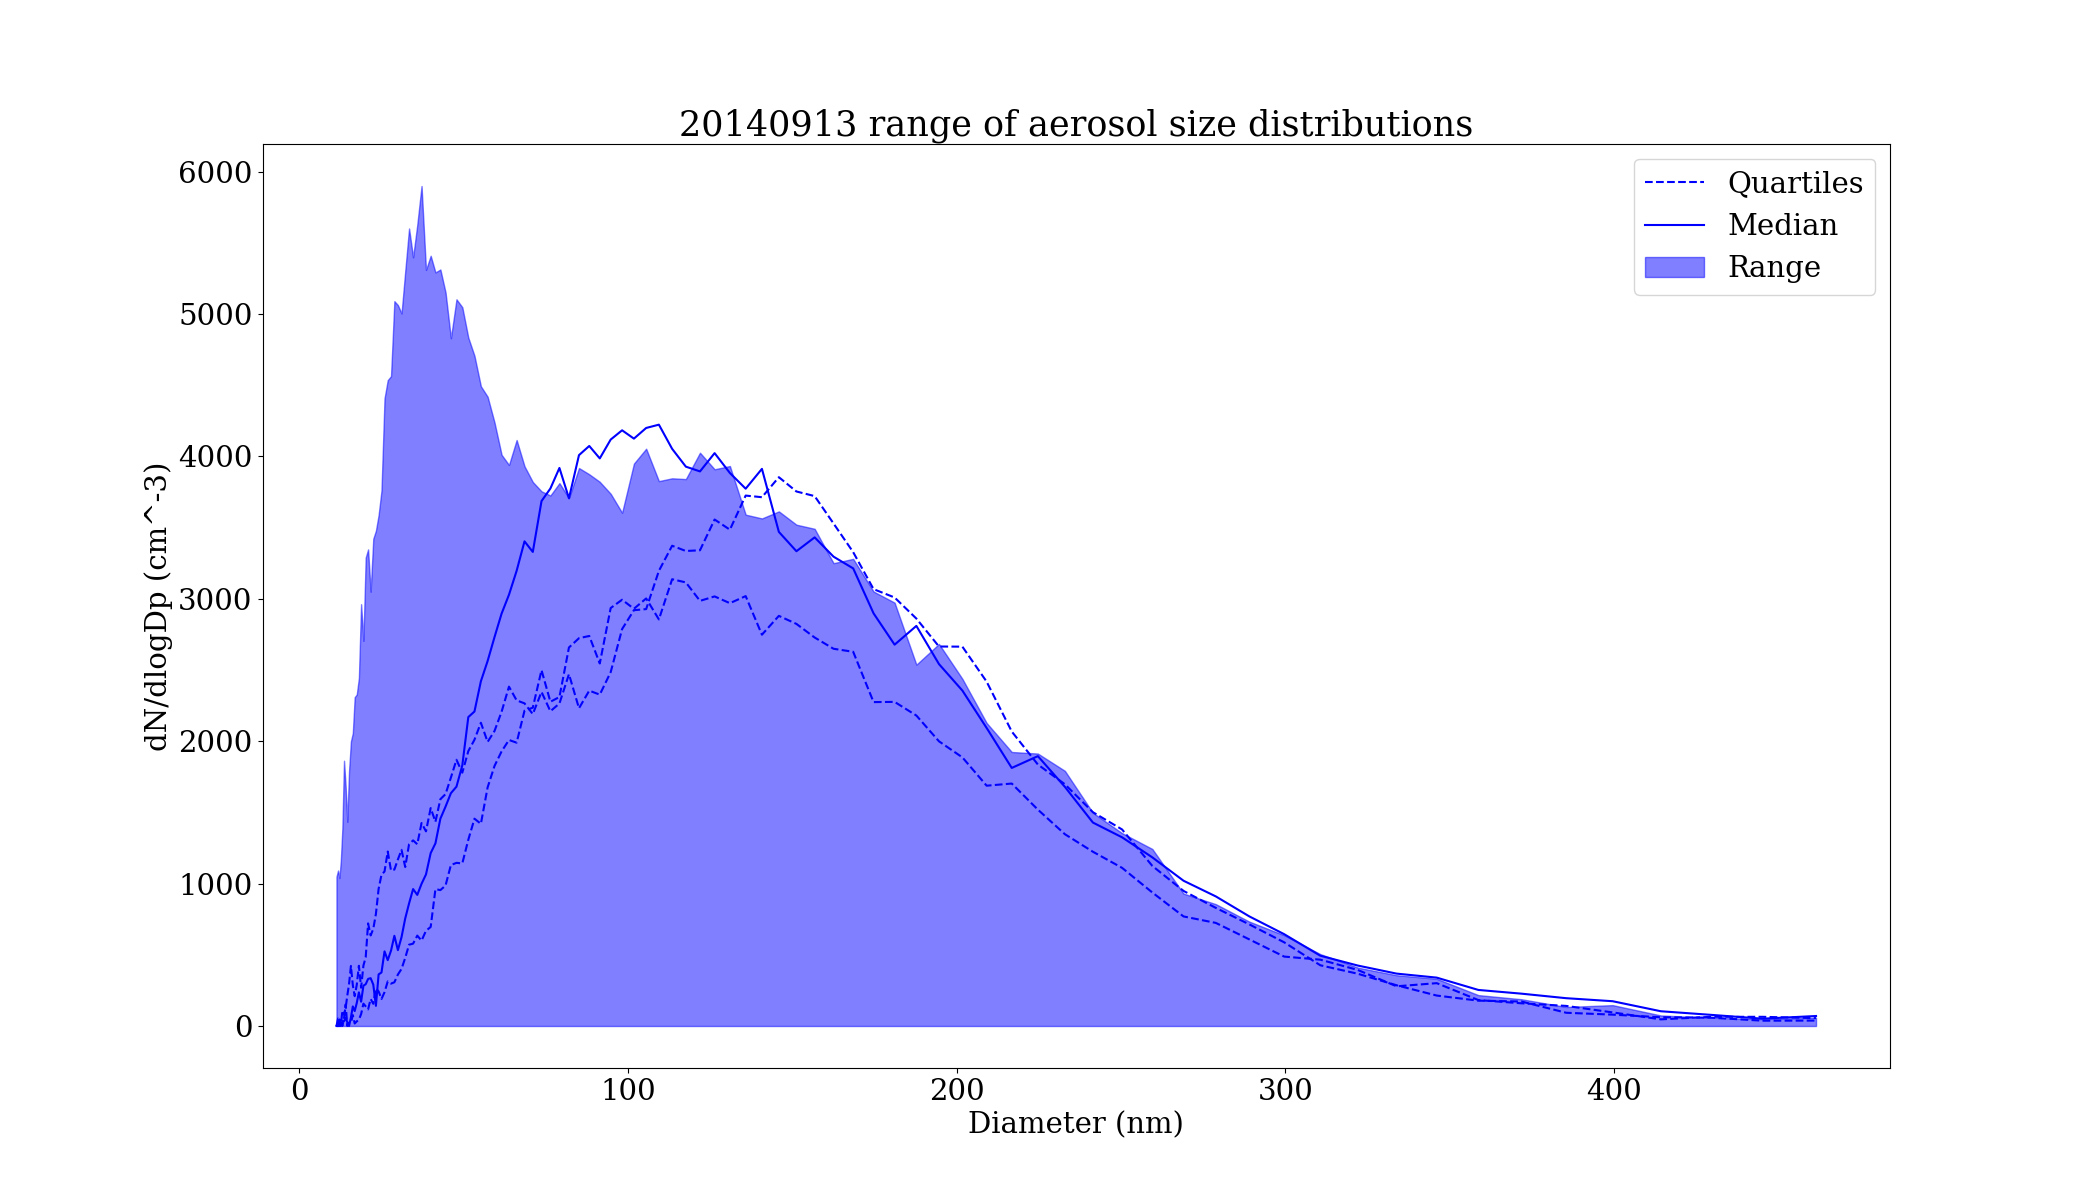 20140913 range of aerosol size distributions
6000
5000
4000
3000
2000
1000
0
dN/dlogDp (cm^-3)
Quartiles
Median
Range
0 100 200 300 400
Diameter (nm)